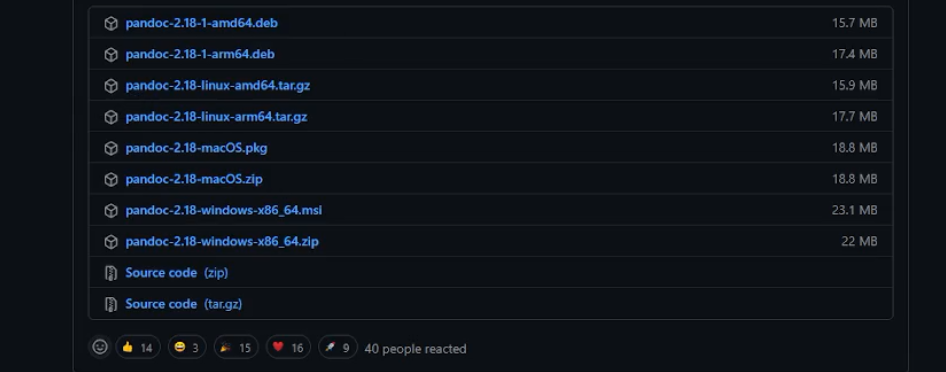 pandoc-2.18-1-amd64.deb 15.7 MB
pandoc-2.18-1-arm64.deb 17.4 MB
pandoc-2.18-linux-amd64.tar.gz 15.9 MB
pandoc-2.18-linux-arm64.tar.gz 17.7 MB
pandoc-2.18-macOS.pkg 18.8 MB
pandoc-2.18-macOS.zip 18.8 MB
pandoc-2.18-windows-x86_64.msi 23.1 MB
pandoc-2.18-windows-x86_64.zip 22 MB
Source code (zip)
Source code (tar.gz)
14 3 15 16 9 40 people reacted